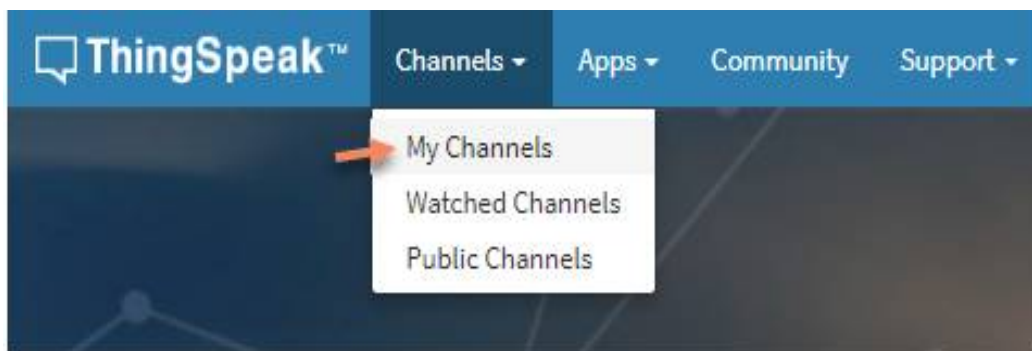 ThingSpeak™ Channels Apps Community Support
My Channels
Watched Channels
Public Channels